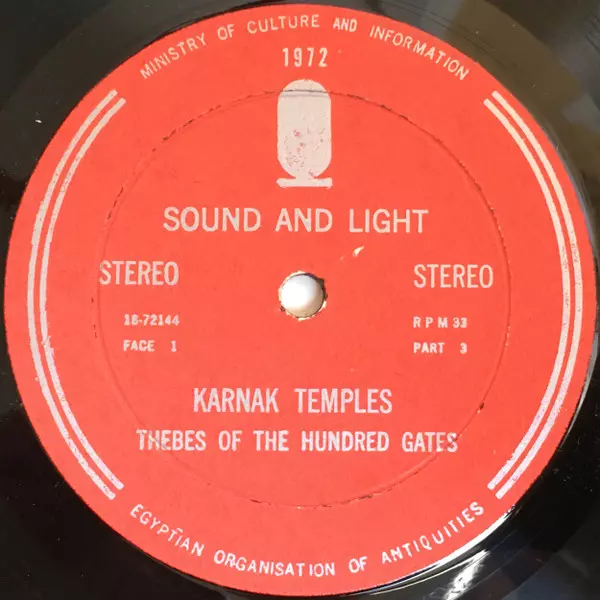 MINISTRY OF CULTURE AND INFORMATION
1972
SOUND AND LIGHT
STEREO STEREO
18-72144 RPM 33
FACE 1 PART 3
KARNAK TEMPLES
THEBES OF THE HUNDRED GATES
EGYPTIAN ORGANISATION OF ANTIQUITIES